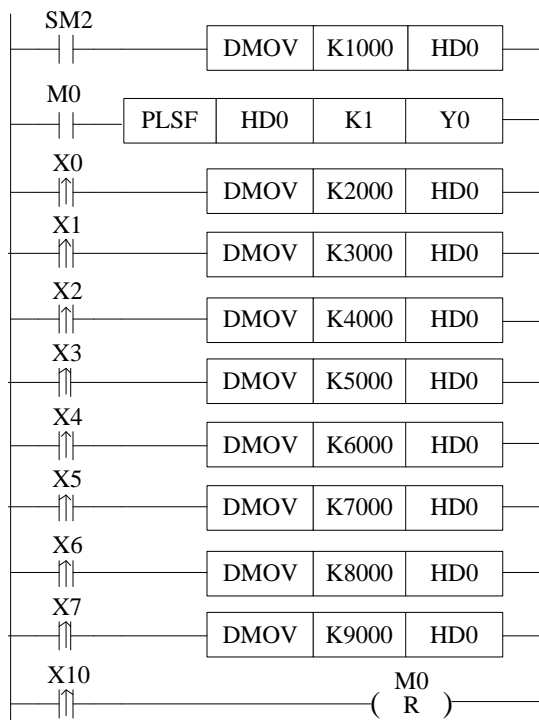 SM2
DMOV K1000 HD0
M0
PLSF HD0 K1 Y0
X0
DMOV K2000 HD0
X1
DMOV K3000 HD0
X2
DMOV K4000 HD0
X3
DMOV K5000 HD0
X4
DMOV K6000 HD0
X5
DMOV K7000 HD0
X6
DMOV K8000 HD0
X7
DMOV K9000 HD0
X10 M0
( R )